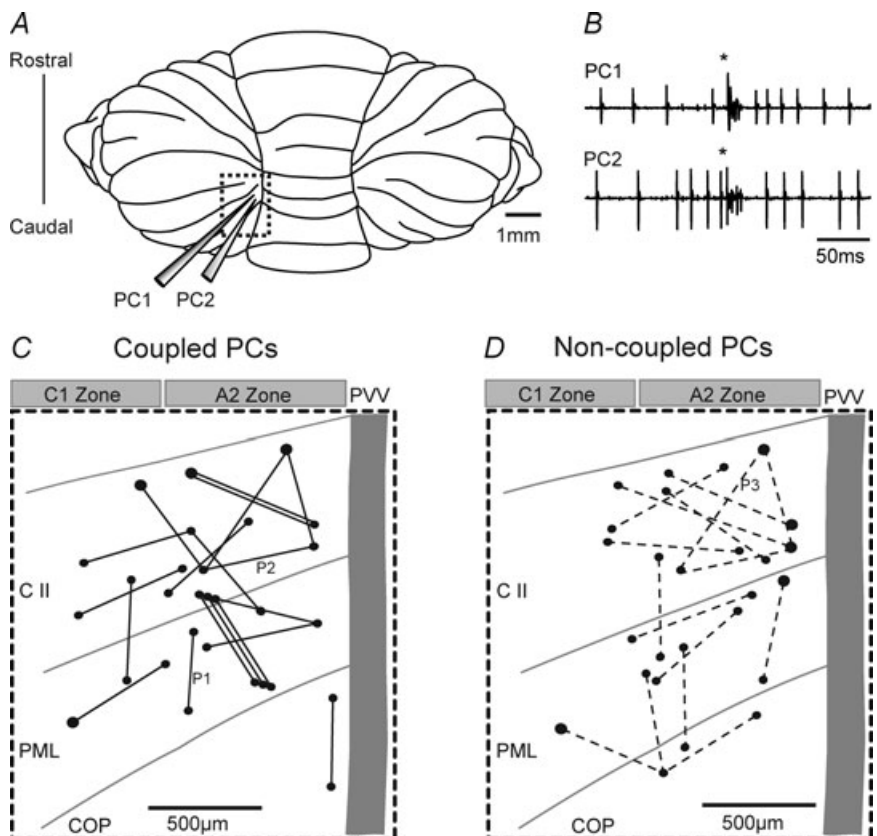 A
Rostral
Caudal
PC1
PC2
1mm
B
*
PC1
*
PC2
50ms
C
Coupled PCs
C1 Zone
A2 Zone
PVV
P2
C II
P1
PML
COP
500μm
D
Non-coupled PCs
C1 Zone
A2 Zone
PVV
P3
C II
PML
COP
500μm